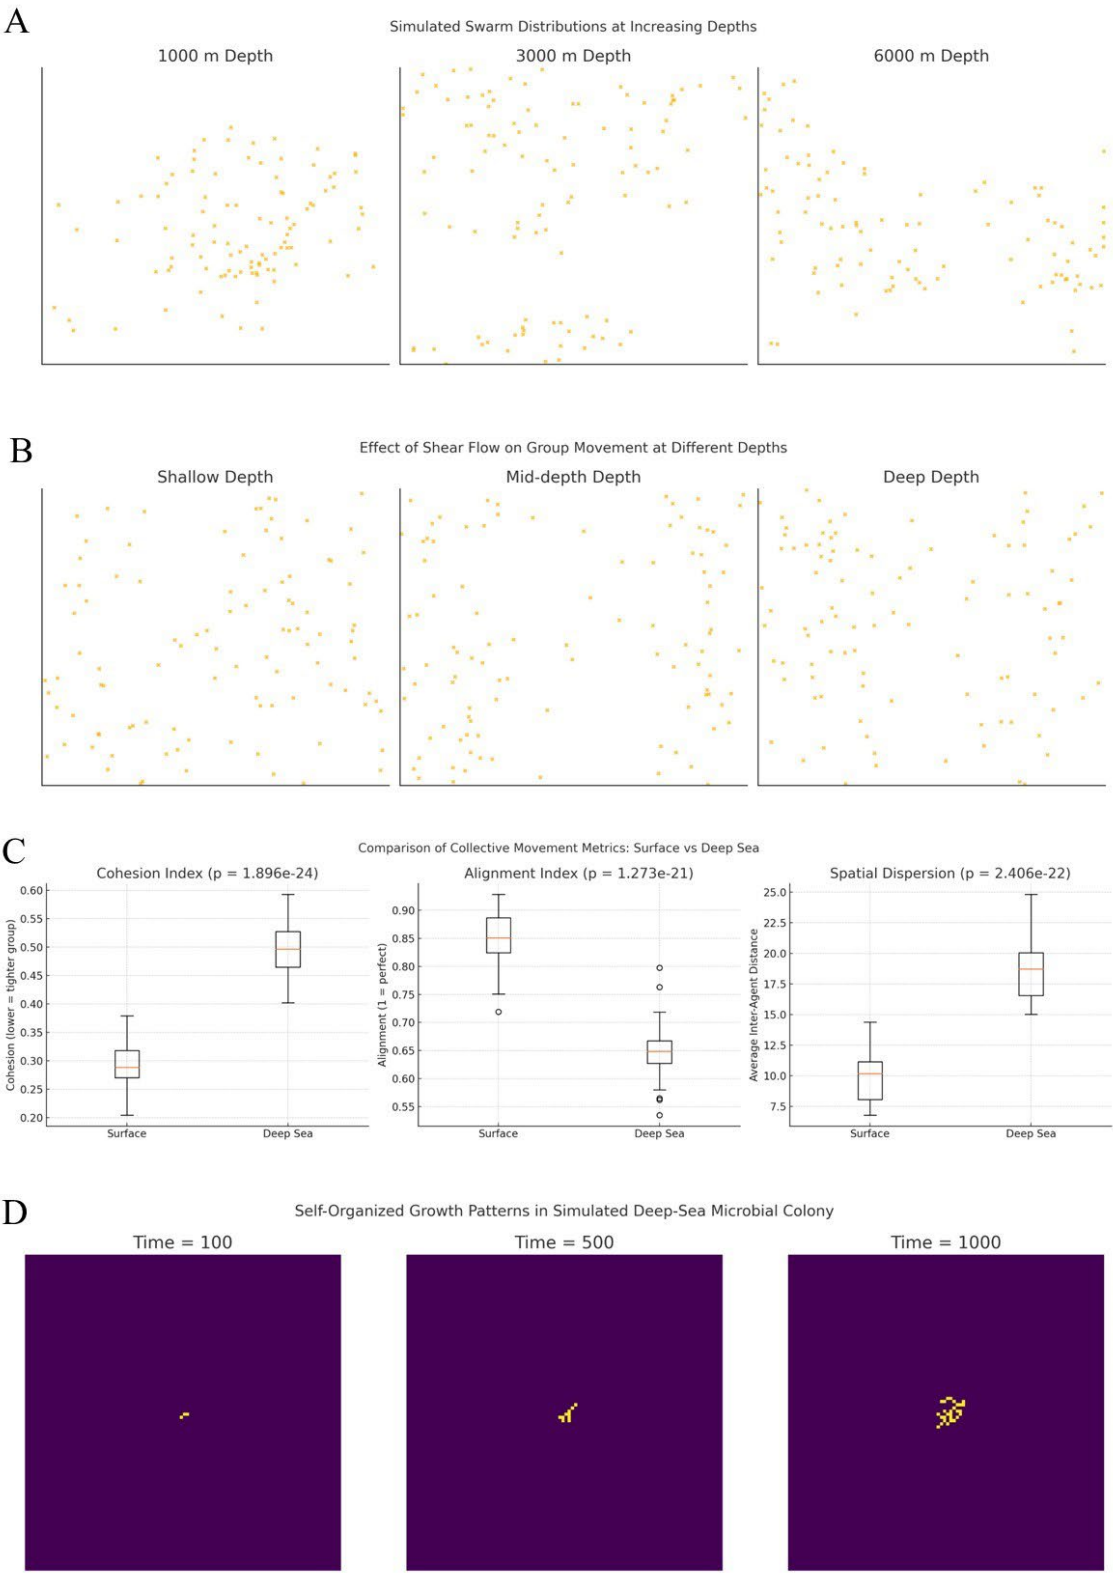 A
Simulated Swarm Distributions at Increasing Depths
1000 m Depth
3000 m Depth
6000 m Depth
B
Effect of Shear Flow on Group Movement at Different Depths
Shallow Depth
Mid-depth Depth
Deep Depth
C
Comparison of Collective Movement Metrics: Surface vs Deep Sea
Cohesion Index (p = 1.896e-24)
Cohesion (lower = tighter group)
0.60
0.55
0.50
0.45
0.40
0.35
0.30
0.25
0.20
Surface
Deep Sea
Alignment Index (p = 1.273e-21)
Alignment (1 = perfect)
0.90
0.85
0.80
0.75
0.70
0.65
0.60
0.55
Surface
Deep Sea
Spatial Dispersion (p = 2.406e-22)
Average Inter-Agent Distance
25.0
22.5
20.0
17.5
15.0
12.5
10.0
7.5
Surface
Deep Sea
D
Self-Organized Growth Patterns in Simulated Deep-Sea Microbial Colony
Time = 100
Time = 500
Time = 1000